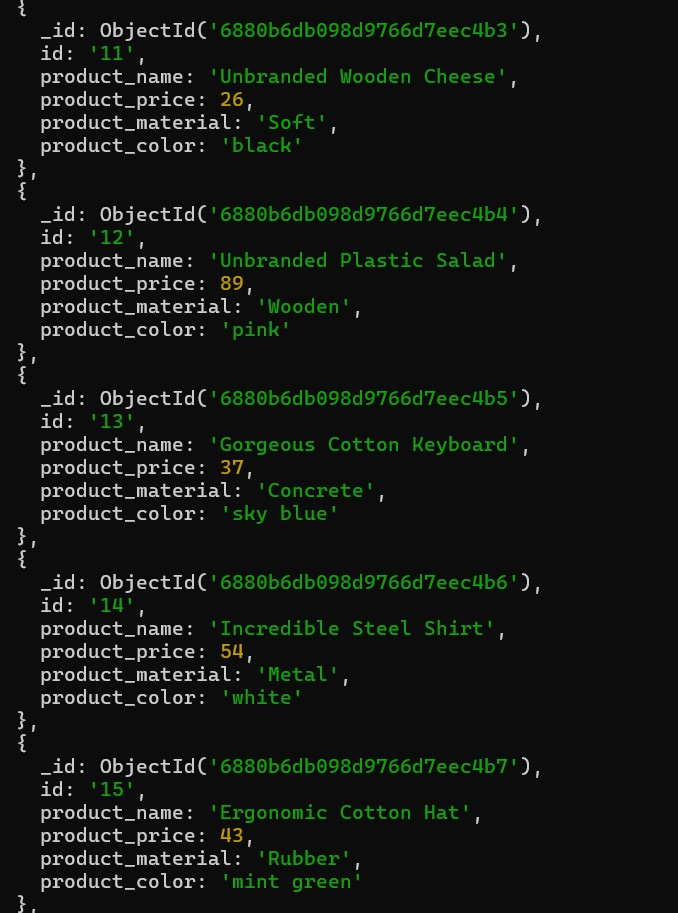 {
_id: ObjectId('6880b6db098d9766d7eec4b3'),
id: '11',
product_name: 'Unbranded Wooden Cheese',
product_price: 26,
product_material: 'Soft',
product_color: 'black'
},
{
_id: ObjectId('6880b6db098d9766d7eec4b4'),
id: '12',
product_name: 'Unbranded Plastic Salad',
product_price: 89,
product_material: 'Wooden',
product_color: 'pink'
},
{
_id: ObjectId('6880b6db098d9766d7eec4b5'),
id: '13',
product_name: 'Gorgeous Cotton Keyboard',
product_price: 37,
product_material: 'Concrete',
product_color: 'sky blue'
},
{
_id: ObjectId('6880b6db098d9766d7eec4b6'),
id: '14',
product_name: 'Incredible Steel Shirt',
product_price: 54,
product_material: 'Metal',
product_color: 'white'
},
{
_id: ObjectId('6880b6db098d9766d7eec4b7'),
id: '15',
product_name: 'Ergonomic Cotton Hat',
product_price: 43,
product_material: 'Rubber',
product_color: 'mint green'
},